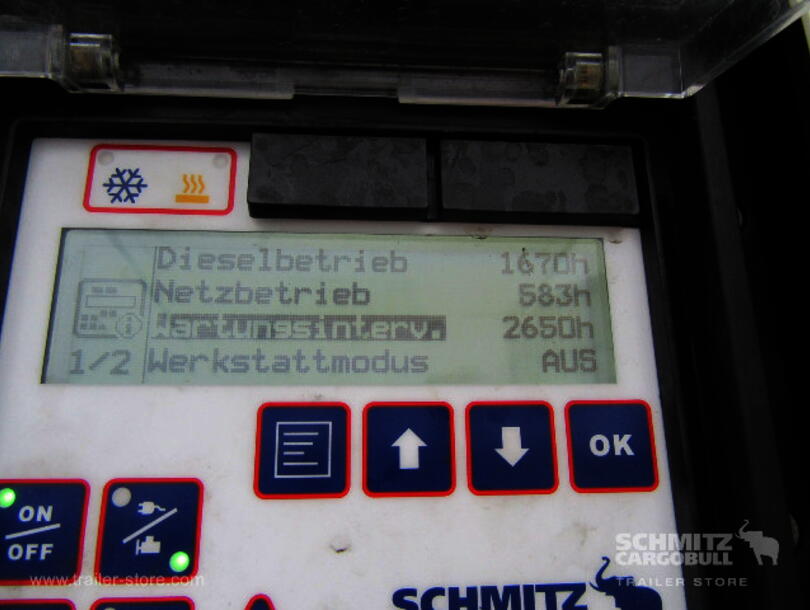 Dieselbetrieb 1670h
Netzbetrieb 583h
Wartungsinterv. 2650h
1/2 Werkstattmodus AUS
OK
ON
OFF
SCHMITZ
CARGOBULL
TRAILER STORE
www.trailer-store.com
SCHMITZ